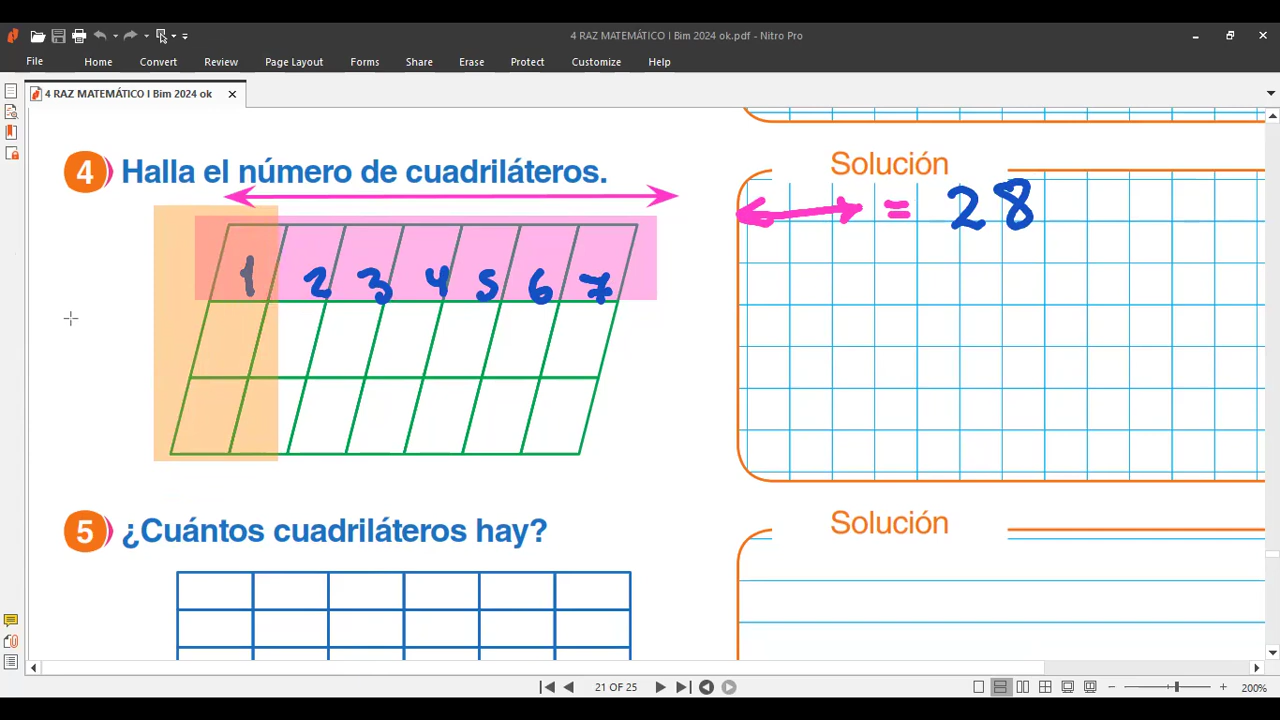 4 RAZ MATEMÁTICO I Bim 2024 ok.pdf - Nitro Pro
File Home Convert Review Page Layout Forms Share Erase Protect Customize Help
4 RAZ MATEMÁTICO I Bim 2024 ok
4 Halla el número de cuadriláteros.
1 2 3 4 5 6 7
Solución
= 28
5 ¿Cuántos cuadriláteros hay?
Solución
21 OF 25
200%